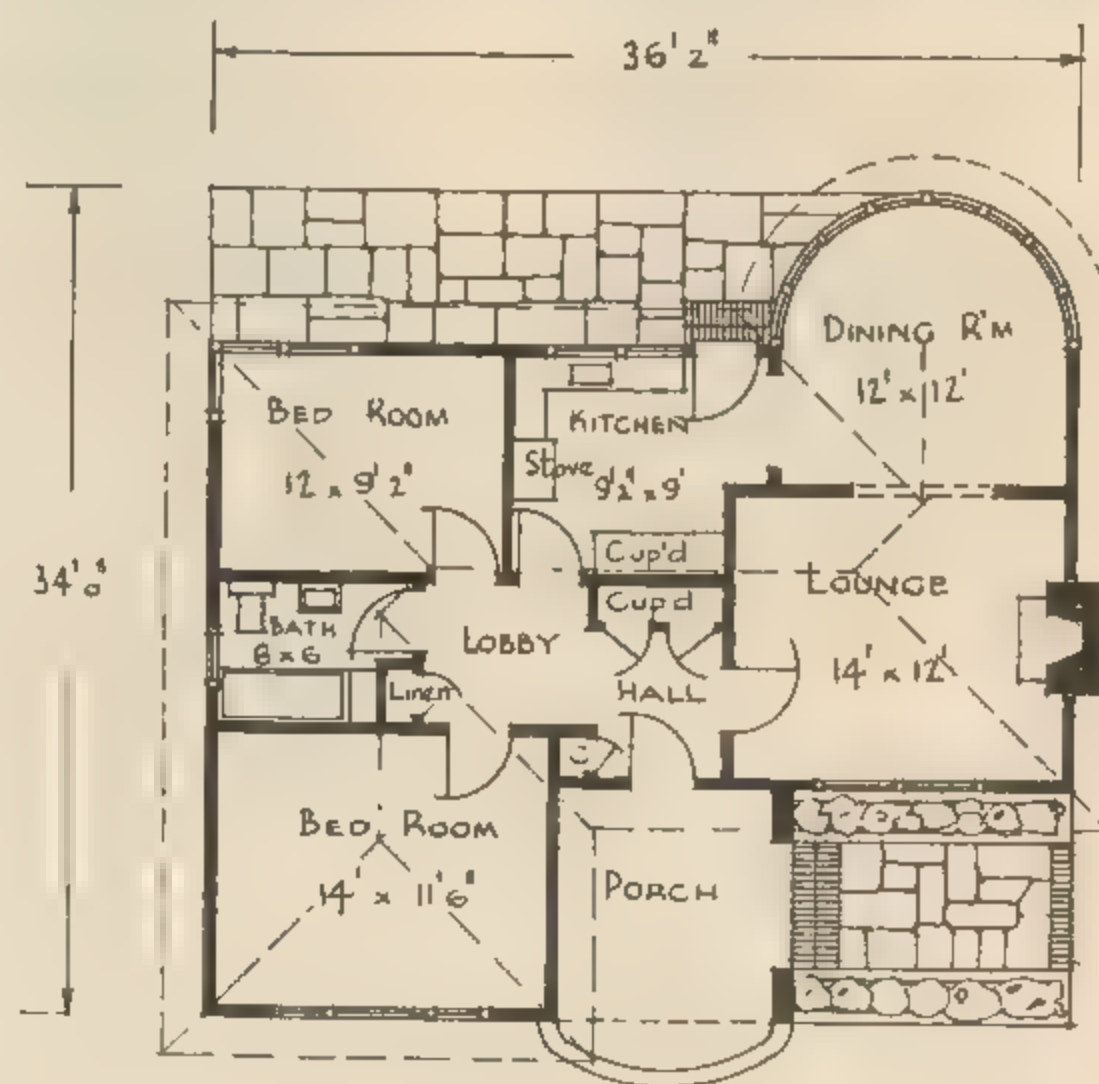 36' 2"
34' 0"
DINING R'M
12' x 12'
BED ROOM
12 x 9' 2"
KITCHEN
Stove
9'2" x 9'
Cup'd
Cup'd
LOUNGE
14' x 12'
BATH
8 x 6
LOBBY
Linen
HALL
C
BED ROOM
14' x 11' 6"
PORCH